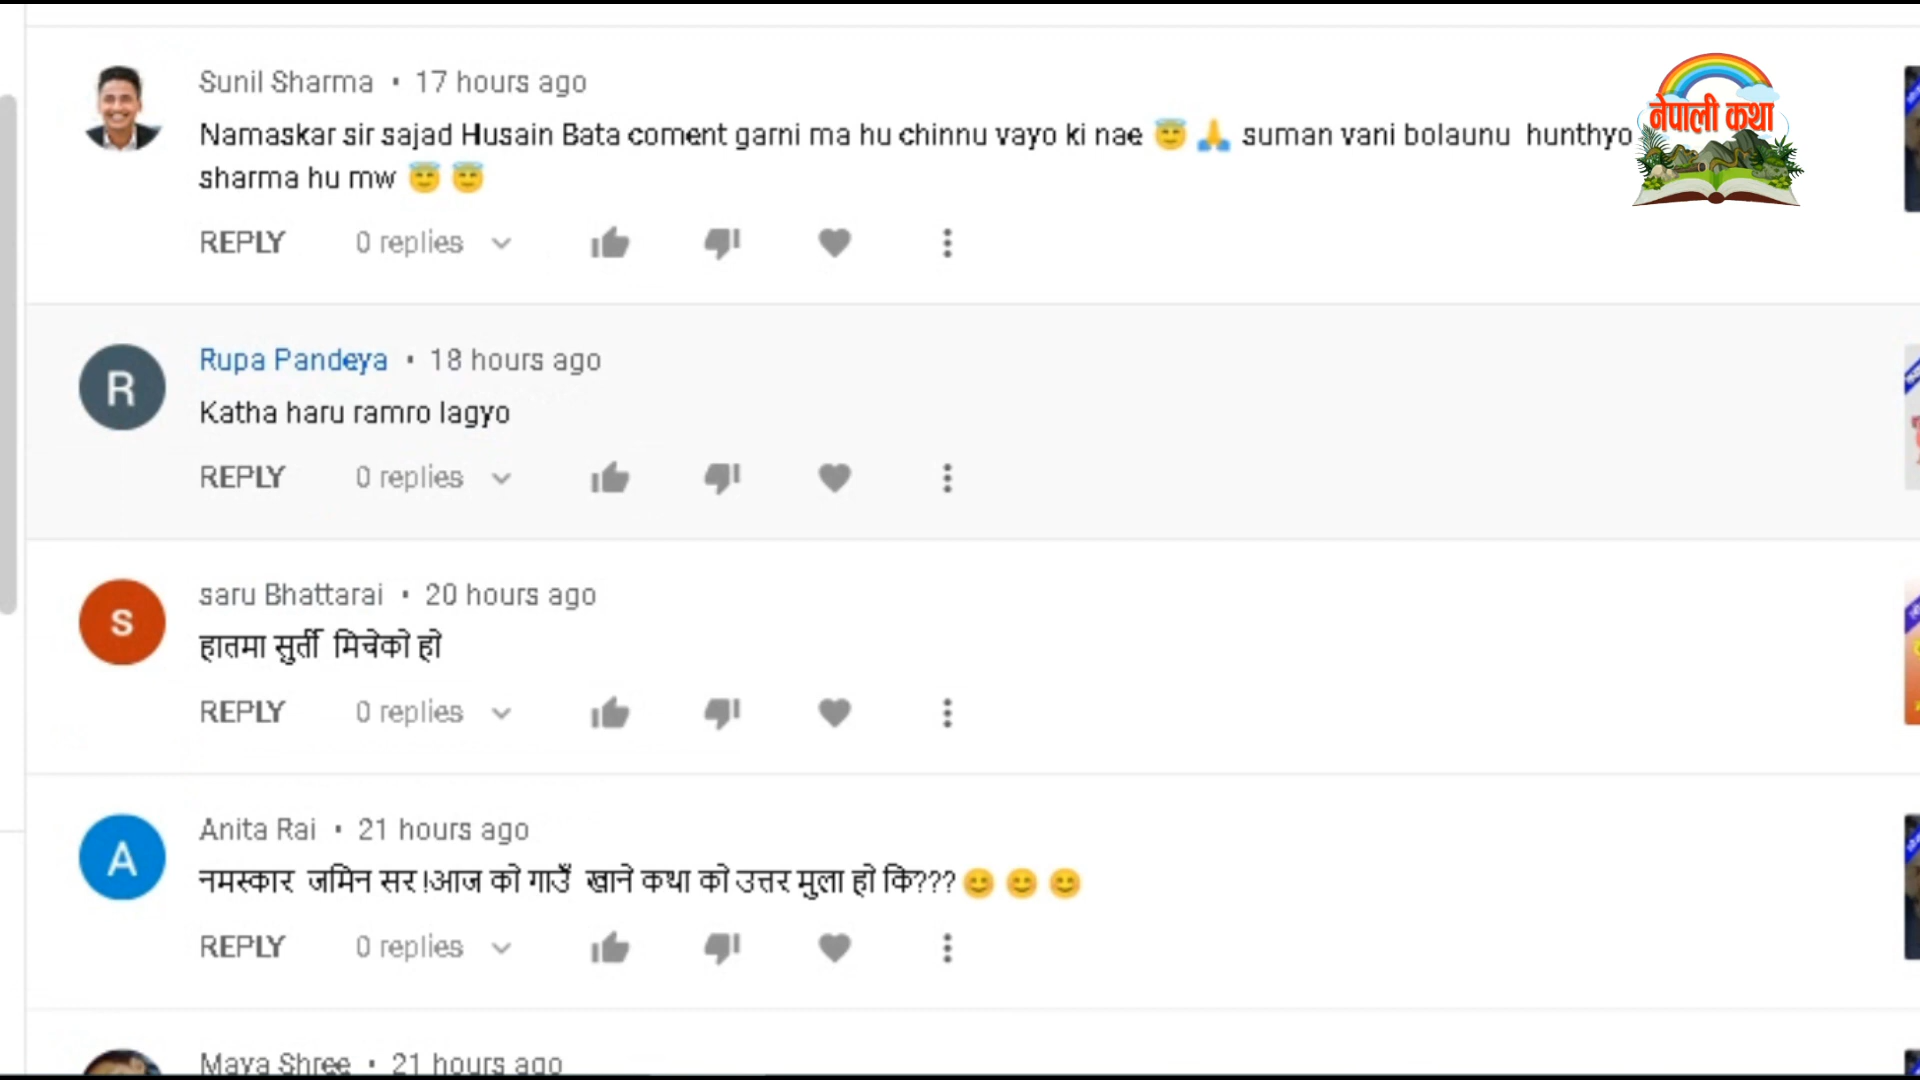 Sunil Sharma • 17 hours ago
Namaskar sir sajad Husain Bata coment garni ma hu chinnu vayo ki nae 😇 🙏 suman vani bolaunu hunthyo
sharma hu mw 😇 😇
REPLY 0 replies
नेपाली कथा
Rupa Pandeya • 18 hours ago
Katha haru ramro lagyo
REPLY 0 replies
saru Bhattarai • 20 hours ago
हातमा सुर्ती मिचेको हो
REPLY 0 replies
Anita Rai • 21 hours ago
नमस्कार जमिन सर !आज को गाउँ खाने कथा को उत्तर मुला हो कि??? 😊 😊 😊
REPLY 0 replies
Maya Shree • 21 hours ago
R
S
A